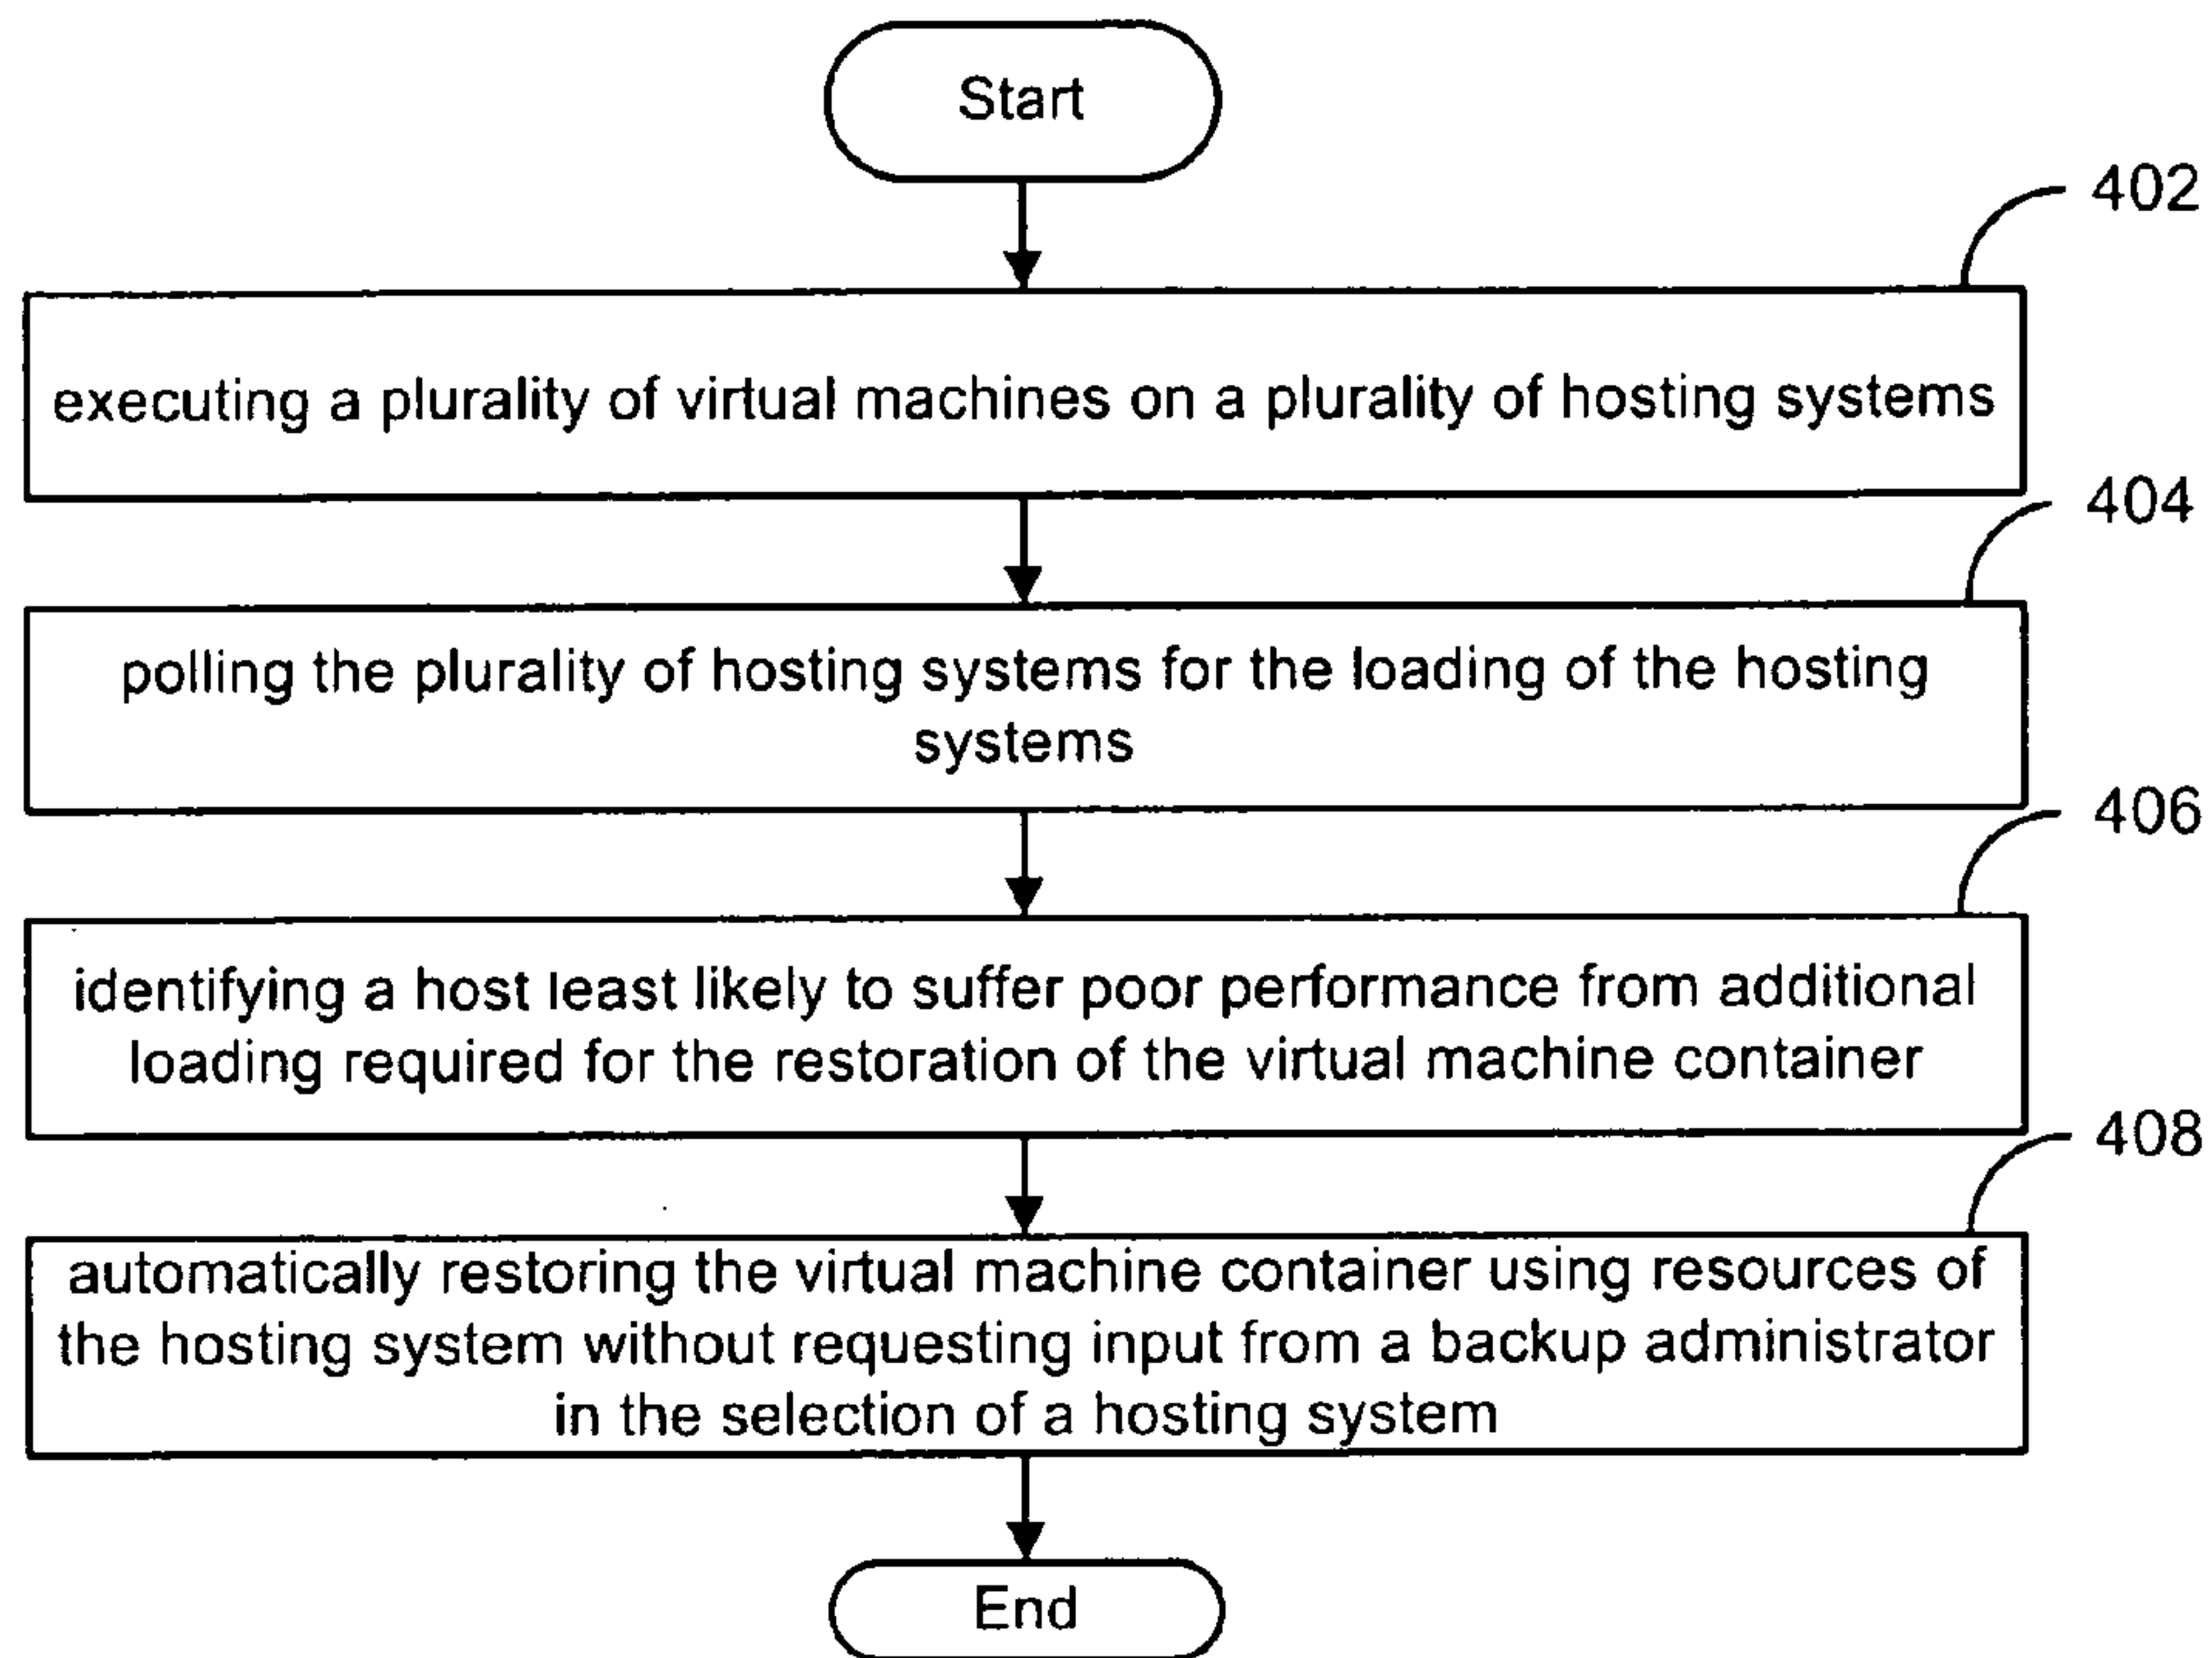 Start
402
executing a plurality of virtual machines on a plurality of hosting systems
404
polling the plurality of hosting systems for the loading of the hosting
systems
406
identifying a host least likely to suffer poor performance from additional
loading required for the restoration of the virtual machine container
408
automatically restoring the virtual machine container using resources of
the hosting system without requesting input from a backup administrator
in the selection of a hosting system
End